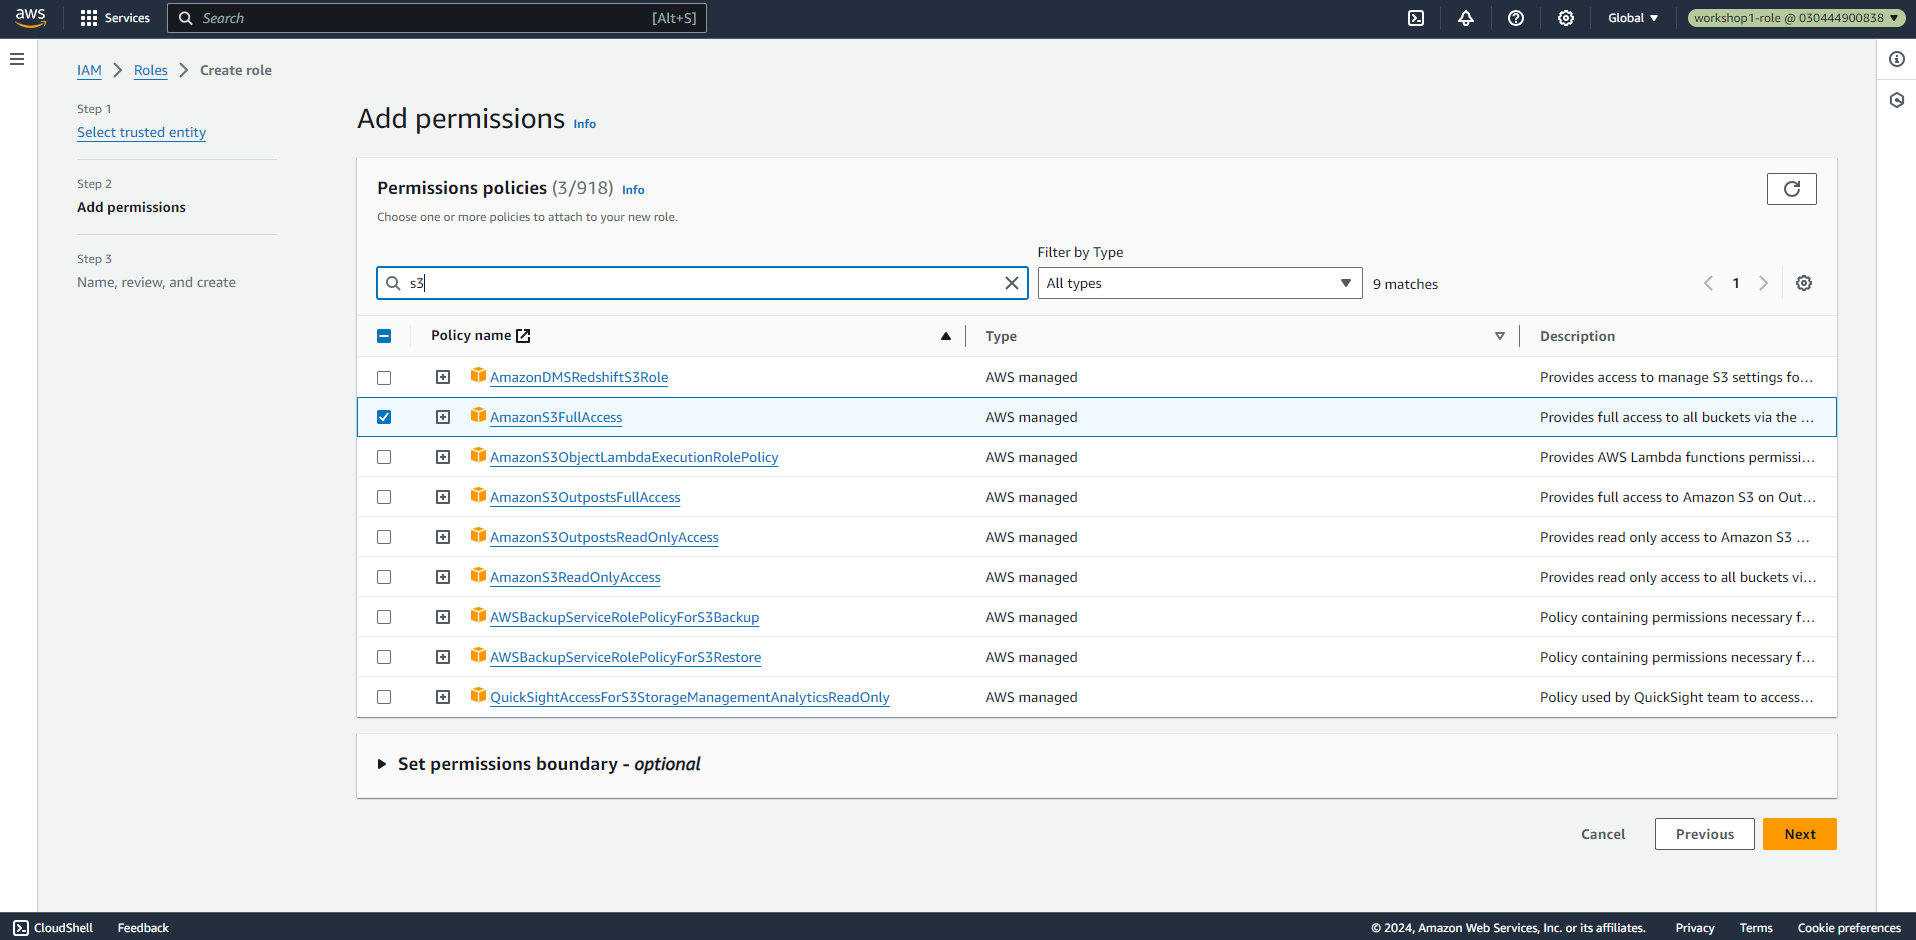 aws
Services
Search
[Alt+S]
Global
workshop1-role @ 030444900838
IAM
Roles
Create role
Step 1
Select trusted entity
Step 2
Add permissions
Step 3
Name, review, and create
Add permissions Info
Permissions policies (3/918) Info
Choose one or more policies to attach to your new role.
Filter by Type
s3
All types
9 matches
1
Policy name
Type
Description
AmazonDMSRedshiftS3Role AWS managed Provides access to manage S3 settings fo...
AmazonS3FullAccess AWS managed Provides full access to all buckets via the ...
AmazonS3ObjectLambdaExecutionRolePolicy AWS managed Provides AWS Lambda functions permissi...
AmazonS3OutpostsFullAccess AWS managed Provides full access to Amazon S3 on Out...
AmazonS3OutpostsReadOnlyAccess AWS managed Provides read only access to Amazon S3 ...
AmazonS3ReadOnlyAccess AWS managed Provides read only access to all buckets vi...
AWSBackupServiceRolePolicyForS3Backup AWS managed Policy containing permissions necessary f...
AWSBackupServiceRolePolicyForS3Restore AWS managed Policy containing permissions necessary f...
QuickSightAccessForS3StorageManagementAnalyticsReadOnly AWS managed Policy used by QuickSight team to access...
Set permissions boundary - optional
Cancel
Previous
Next
CloudShell
Feedback
© 2024, Amazon Web Services, Inc. or its affiliates.
Privacy
Terms
Cookie preferences